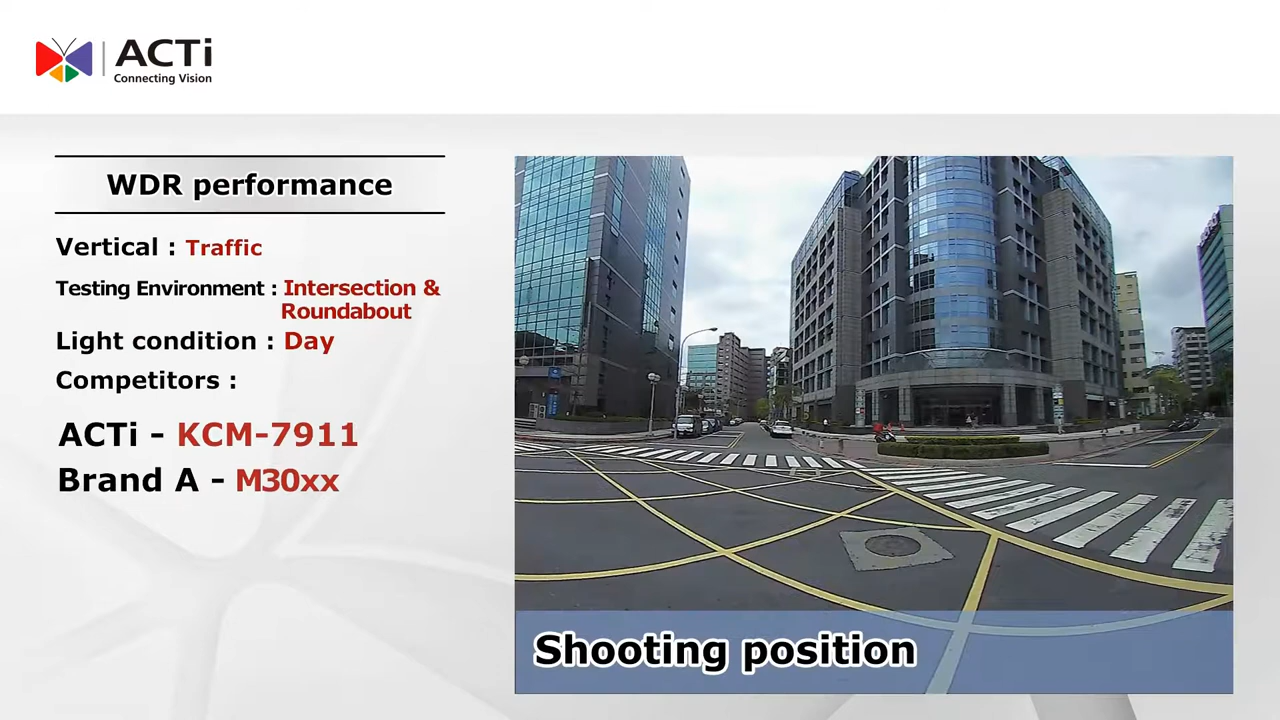 ACTi
Connecting Vision
WDR performance
Vertical : Traffic
Testing Environment : Intersection &
Roundabout
Light condition : Day
Competitors :
ACTi - KCM-7911
Brand A - M30xx
Shooting position